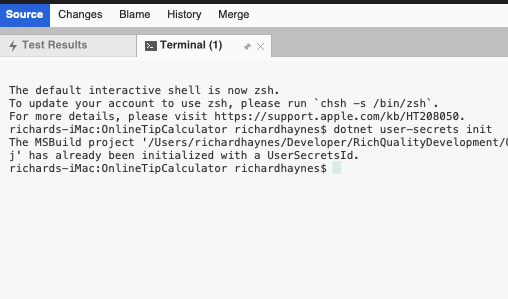 Source Changes Blame History Merge
Test Results Terminal (1)
The default interactive shell is now zsh.
To update your account to use zsh, please run `chsh -s /bin/zsh`.
For more details, please visit https://support.apple.com/kb/HT208050.
richards-iMac:OnlineTipCalculator richardhaynes$ dotnet user-secrets init
The MSBuild project '/Users/richardhaynes/Developer/RichQualityDevelopment/
j' has already been initialized with a UserSecretsId.
richards-iMac:OnlineTipCalculator richardhaynes$